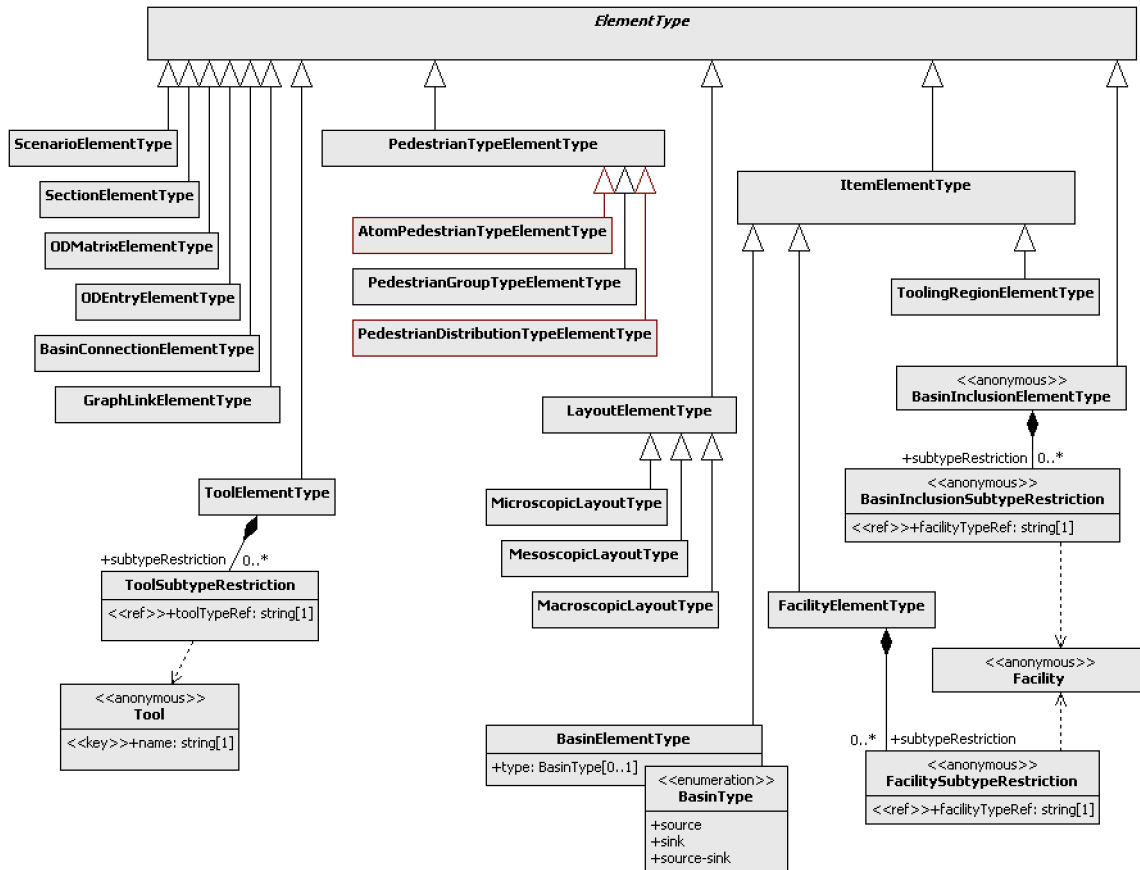 ElementType
ScenarioElementType
PedestrianTypeElementType
SectionElementType
ItemElementType
AtomPedestrianTypeElementType
ODMatrixElementType
PedestrianGroupTypeElementType
ToolingRegionElementType
ODEntryElementType
PedestrianDistributionTypeElementType
BasinConnectionElementType
GraphLinkElementType
<<anonymous>>
BasinInclusionElementType
LayoutElementType
+subtypeRestriction 0..*
<<anonymous>>
BasinInclusionSubtypeRestriction
<<ref>>+facilityTypeRef: string[1]
ToolElementType
MicroscopicLayoutType
MesoscopicLayoutType
+subtypeRestriction 0..*
ToolSubtypeRestriction
<<ref>>+toolTypeRef: string[1]
MacroscopicLayoutType
FacilityElementType
<<anonymous>>
Facility
<<anonymous>>
Tool
<<key>>+name: string[1]
BasinElementType
+type: BasinType[0..1]
0..* +subtypeRestriction
<<enumeration>>
BasinType
+source
+sink
+source-sink
<<anonymous>>
FacilitySubtypeRestriction
<<ref>>+facilityTypeRef: string[1]